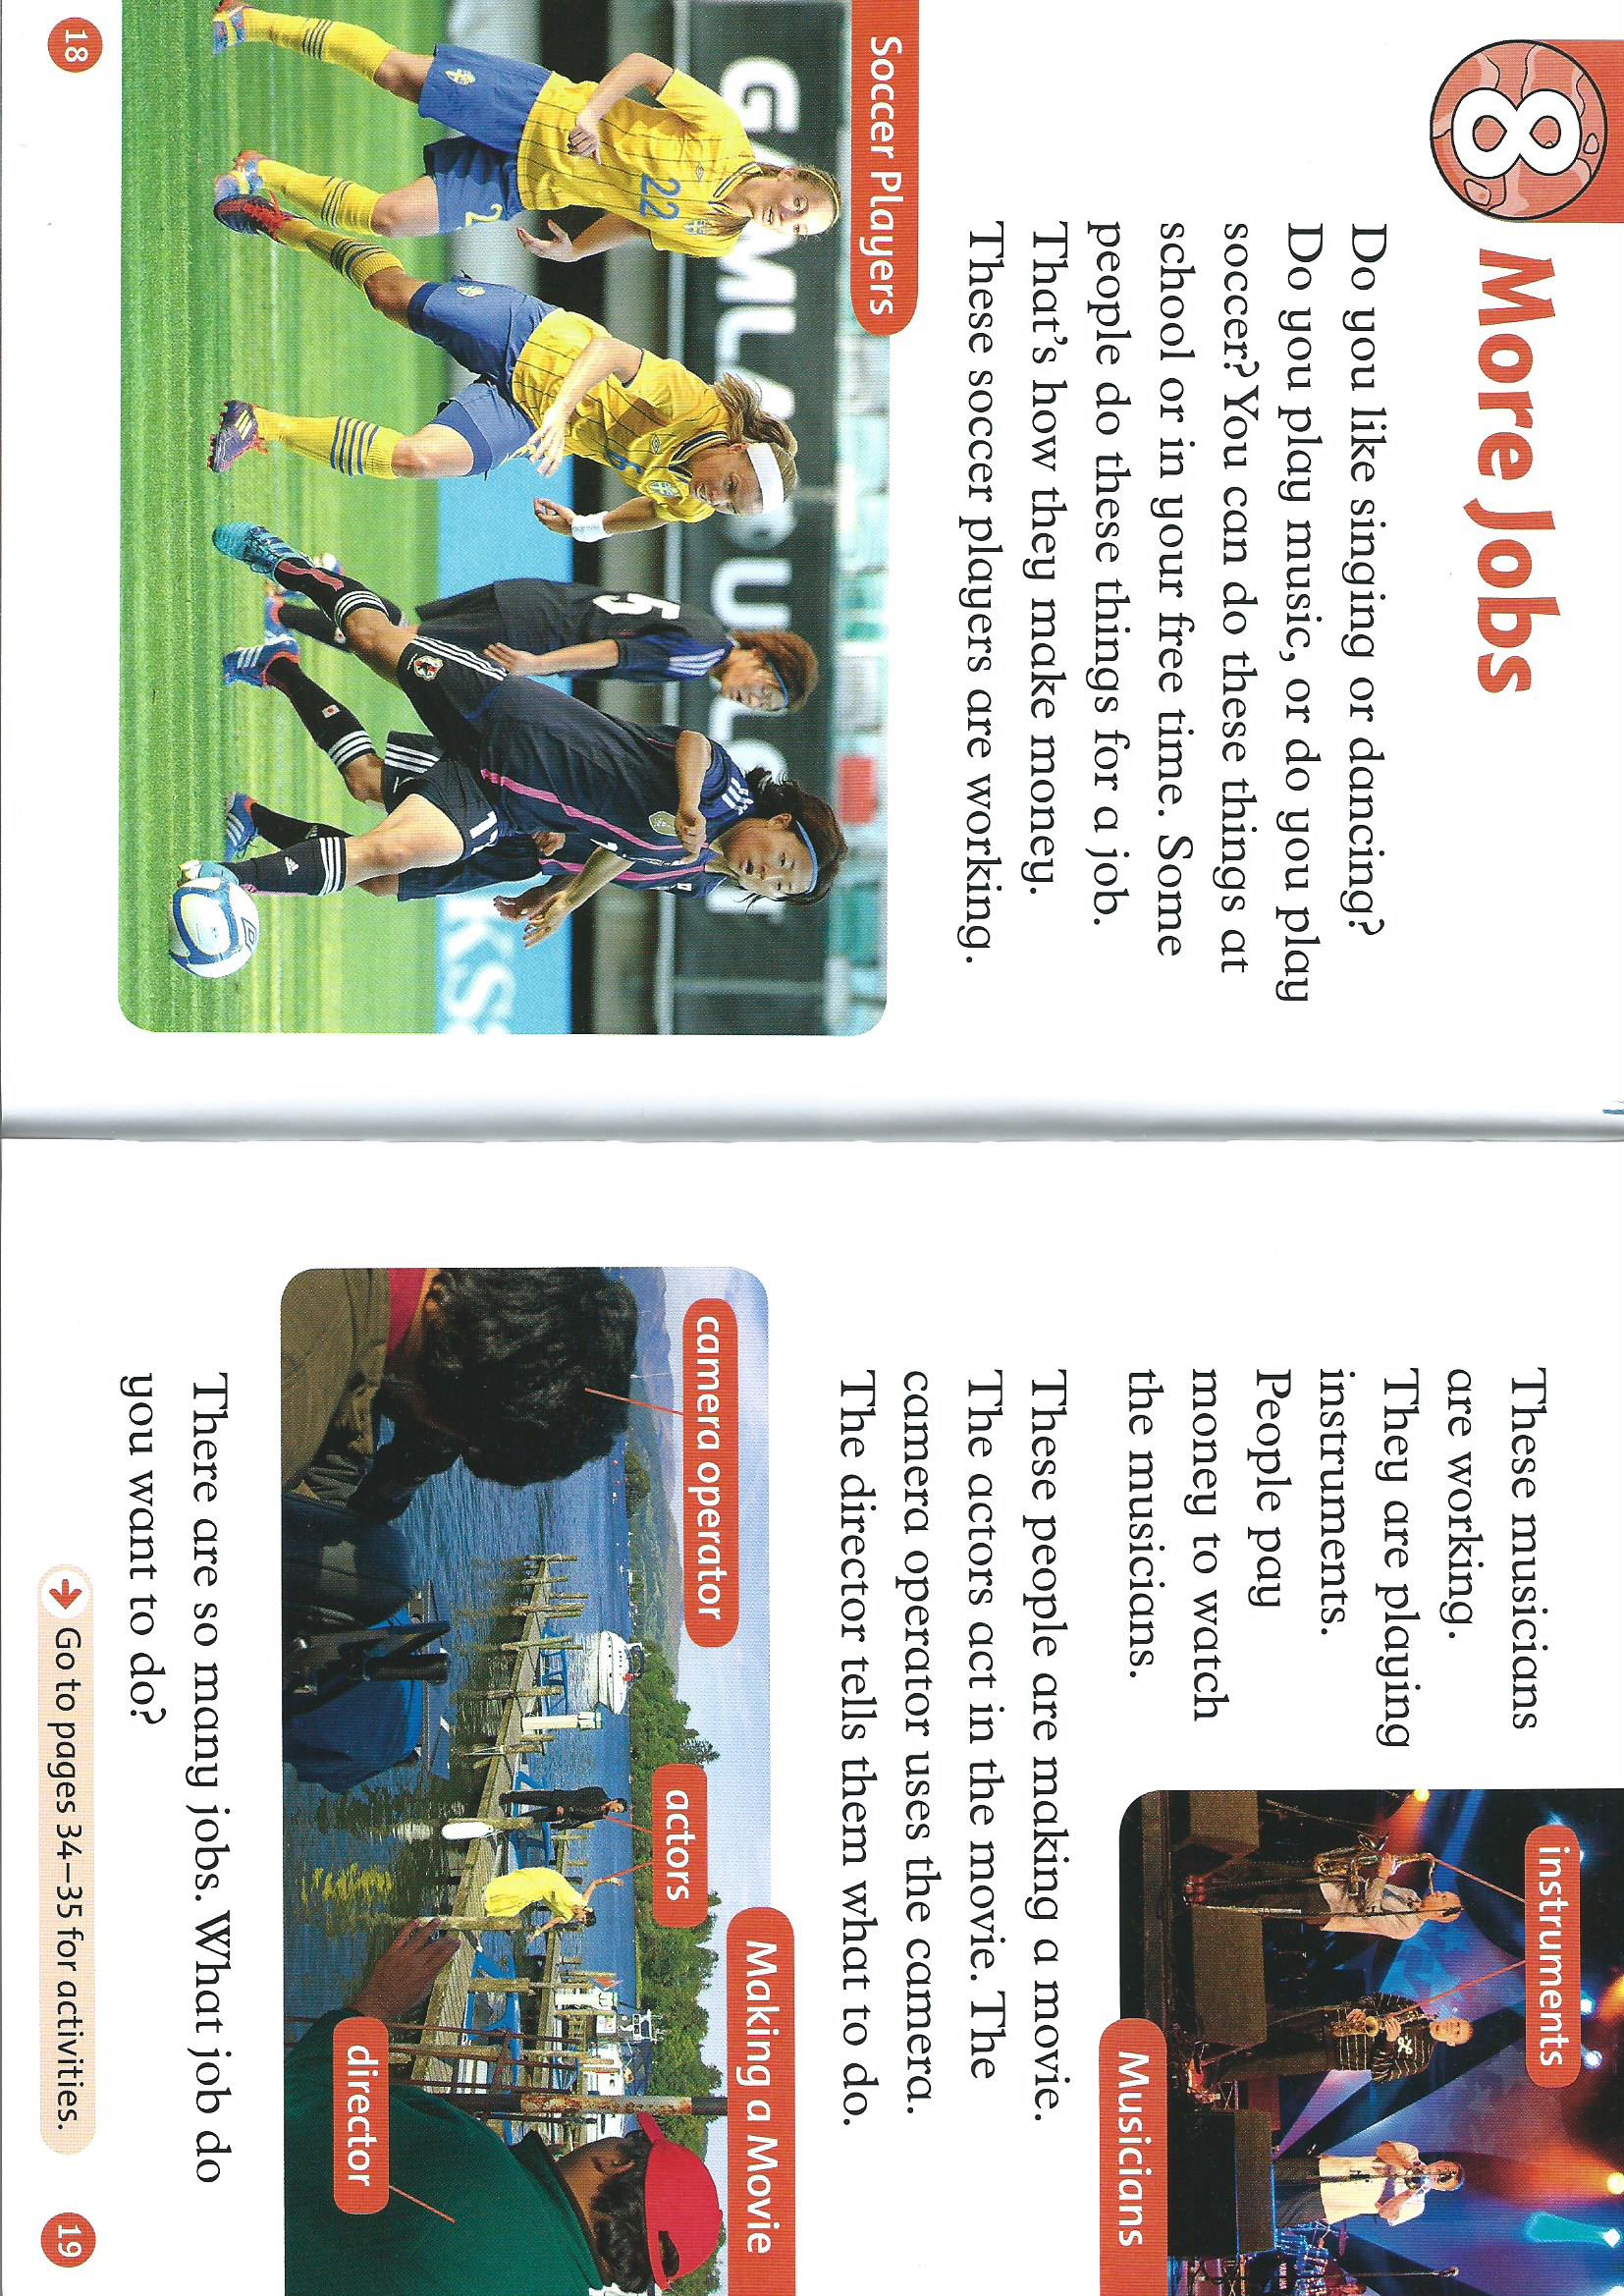 8
More Jobs
Do you like singing or dancing?
Do you play music, or do you play
soccer? You can do these things at
school or in your free time. Some
people do these things for a job.
That's how they make money.
These soccer players are working.
Soccer Players
22
2
5
11
18
These musicians
are working.
They are playing
instruments.
People pay
money to watch
the musicians.
instruments
Musicians
These people are making a movie.
The actors act in the movie. The
camera operator uses the camera.
The director tells them what to do.
Making a Movie
camera operator
actors
director
There are so many jobs. What job do
you want to do?
Go to pages 34–35 for activities.
19